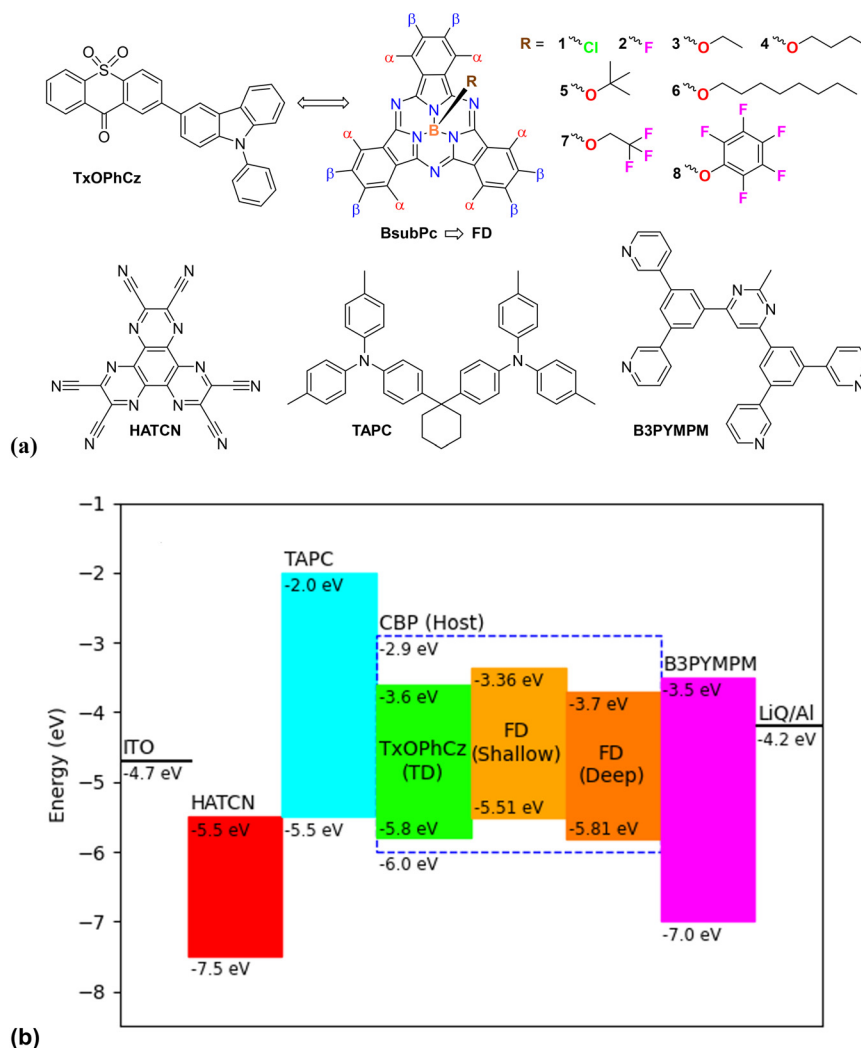 O O
S
O
N
TxOPhCz
β β
α α
R
N N
N
B
N N
α α
β β
N
β α α β
BsubPc ⇨ FD
R = 1 Cl 2 F 3 O 4 O
5 O 6 O
7 O F F F
8 O F F F F F
N N
N N
N N
N N
N N
N N
HATCN
N N
TAPC
N N
N
N N
N
B3PYMPM
(a)
−1
−2
−3
−4
−5
−6
−7
−8
Energy (eV)
TAPC
-2.0 eV
CBP (Host)
-2.9 eV
B3PYMPM
-3.36 eV
-3.6 eV
-3.7 eV
-3.5 eV
LiQ/Al
-4.2 eV
TxOPhCz
(TD)
FD
(Shallow)
FD
(Deep)
ITO
-4.7 eV
HATCN
-5.5 eV
-5.5 eV
-5.8 eV
-5.51 eV
-5.81 eV
-6.0 eV
-7.0 eV
-7.5 eV
(b)